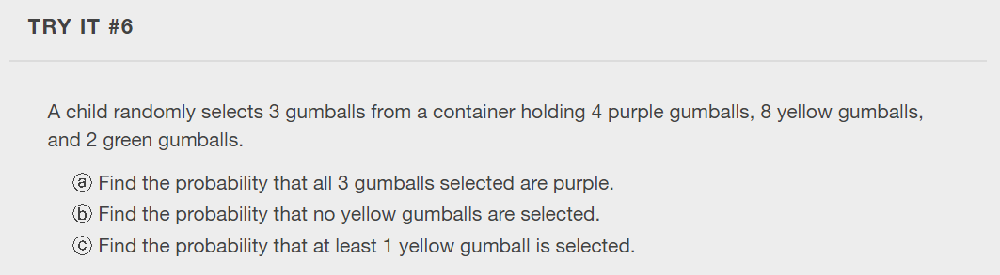 TRY IT #6
A child randomly selects 3 gumballs from a container holding 4 purple gumballs, 8 yellow gumballs,
and 2 green gumballs.
ⓐ Find the probability that all 3 gumballs selected are purple.
ⓑ Find the probability that no yellow gumballs are selected.
ⓒ Find the probability that at least 1 yellow gumball is selected.